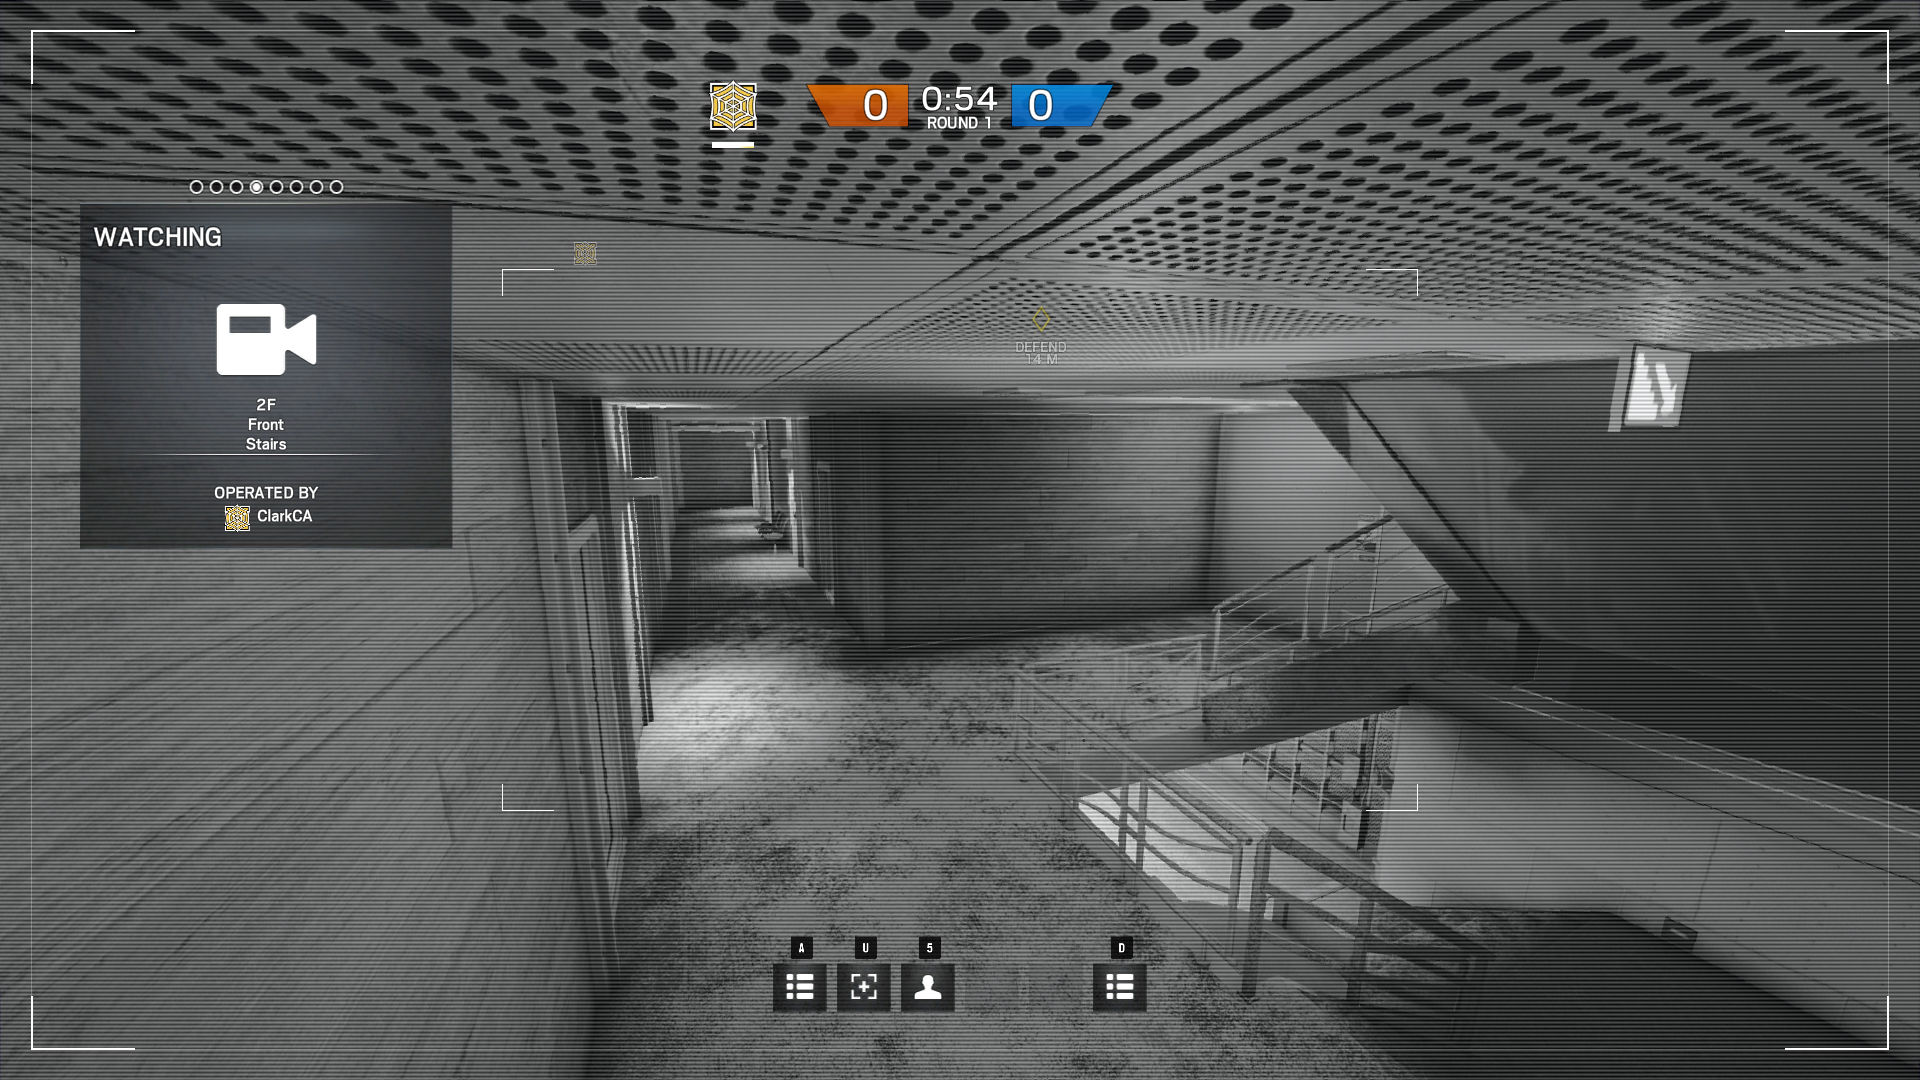 0 0:54 0
ROUND 1
WATCHING
2F
Front
Stairs
OPERATED BY
ClarkCA
DEFEND
14 M
A U 5 D